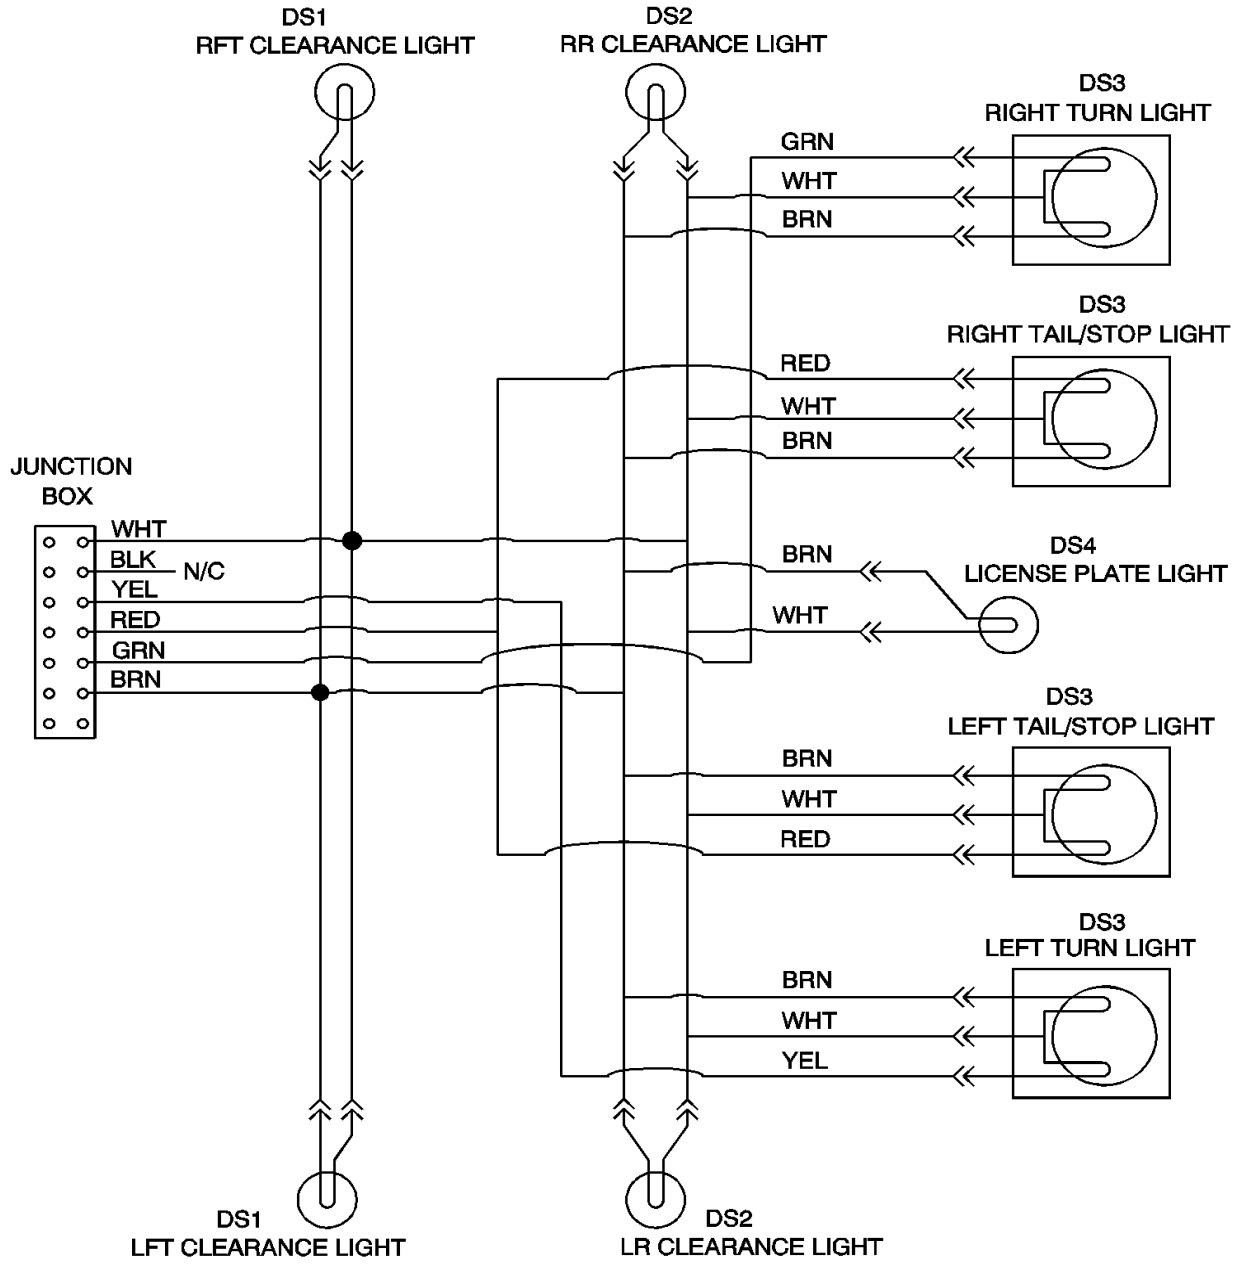 DS1
RFT CLEARANCE LIGHT
DS2
RR CLEARANCE LIGHT
DS3
RIGHT TURN LIGHT
GRN
WHT
BRN
DS3
RIGHT TAIL/STOP LIGHT
RED
WHT
BRN
JUNCTION
BOX
WHT
BLK
N/C
YEL
RED
GRN
BRN
DS4
LICENSE PLATE LIGHT
BRN
WHT
DS3
LEFT TAIL/STOP LIGHT
BRN
WHT
RED
DS3
LEFT TURN LIGHT
BRN
WHT
YEL
DS1
LFT CLEARANCE LIGHT
DS2
LR CLEARANCE LIGHT